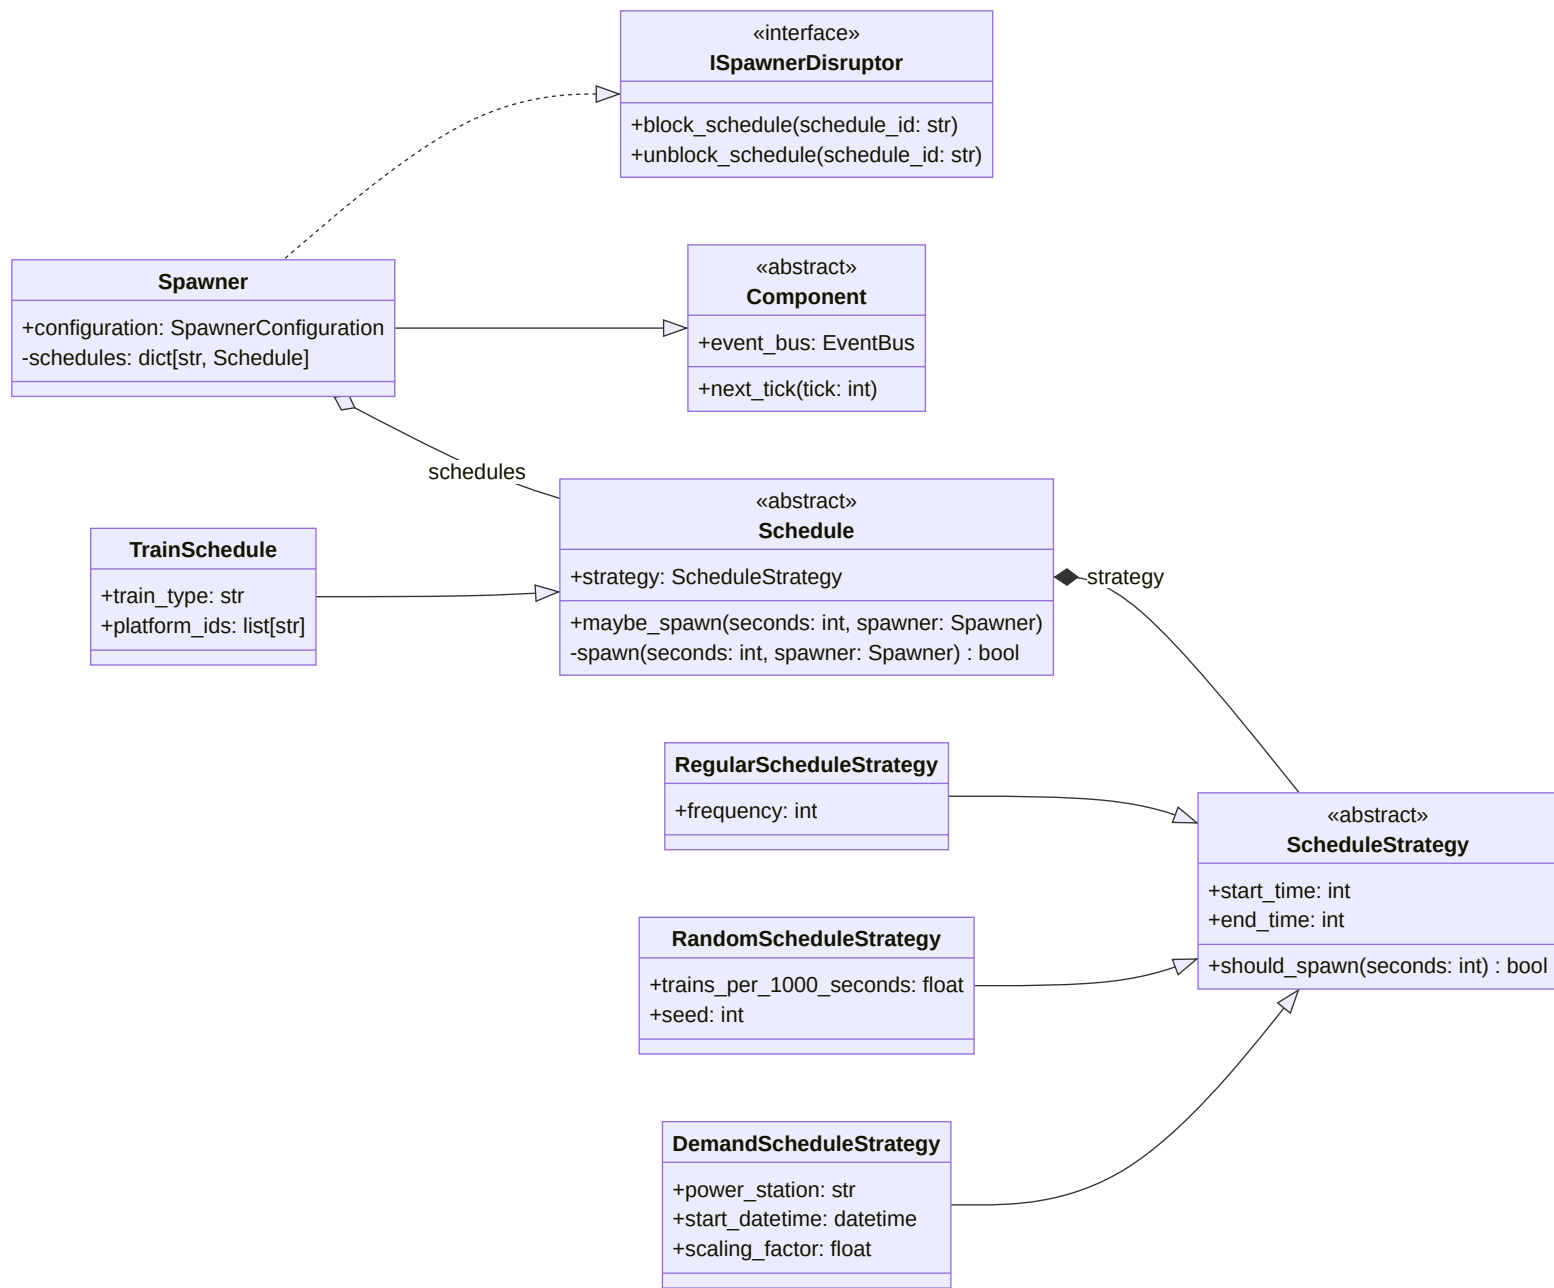 «interface»
ISpawnerDisruptor
+block_schedule(schedule_id: str)
+unblock_schedule(schedule_id: str)
Spawner
+configuration: SpawnerConfiguration
-schedules: dict[str, Schedule]
«abstract»
Component
+event_bus: EventBus
+next_tick(tick: int)
schedules
«abstract»
Schedule
+strategy: ScheduleStrategy
+maybe_spawn(seconds: int, spawner: Spawner)
-spawn(seconds: int, spawner: Spawner) : bool
strategy
TrainSchedule
+train_type: str
+platform_ids: list[str]
RegularScheduleStrategy
+frequency: int
«abstract»
ScheduleStrategy
+start_time: int
+end_time: int
+should_spawn(seconds: int) : bool
RandomScheduleStrategy
+trains_per_1000_seconds: float
+seed: int
DemandScheduleStrategy
+power_station: str
+start_datetime: datetime
+scaling_factor: float